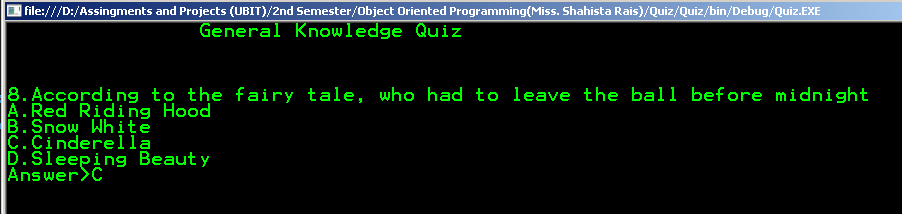 file:///D:/Assingments and Projects (UBIT)/2nd Semester/Object Oriented Programming(Miss. Shahista Rais)/Quiz/Quiz/bin/Debug/Quiz.EXE
General Knowledge Quiz
8.According to the fairy tale, who had to leave the ball before midnight
A.Red Riding Hood
B.Snow White
C.Cinderella
D.Sleeping Beauty
Answer>C